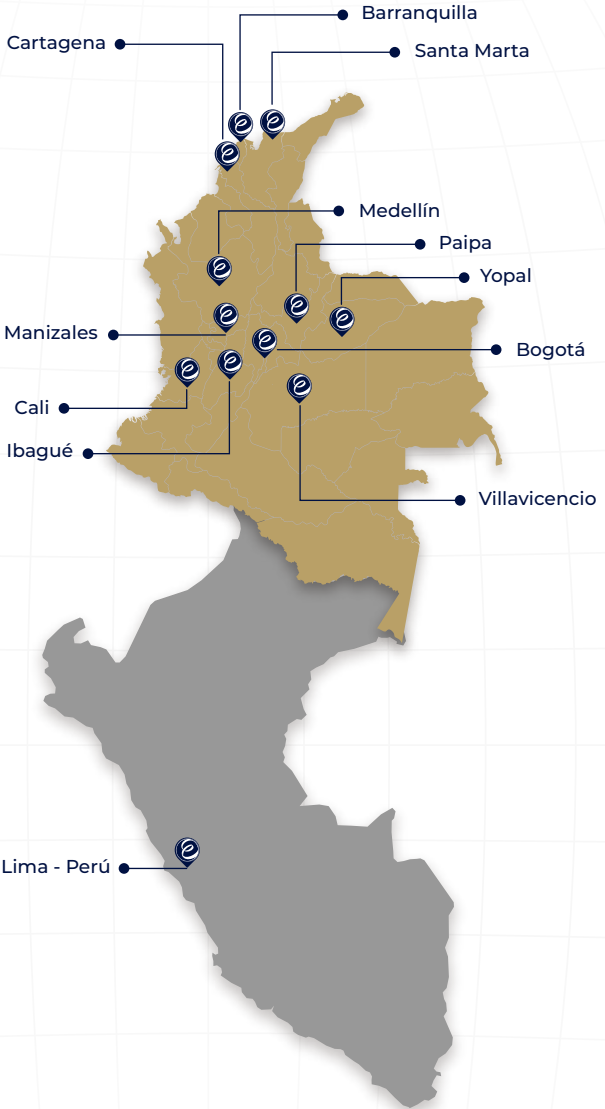 Barranquilla
Cartagena
Santa Marta
Medellín
Paipa
Yopal
Manizales
Bogotá
Cali
Ibagué
Villavicencio
Lima - Perú